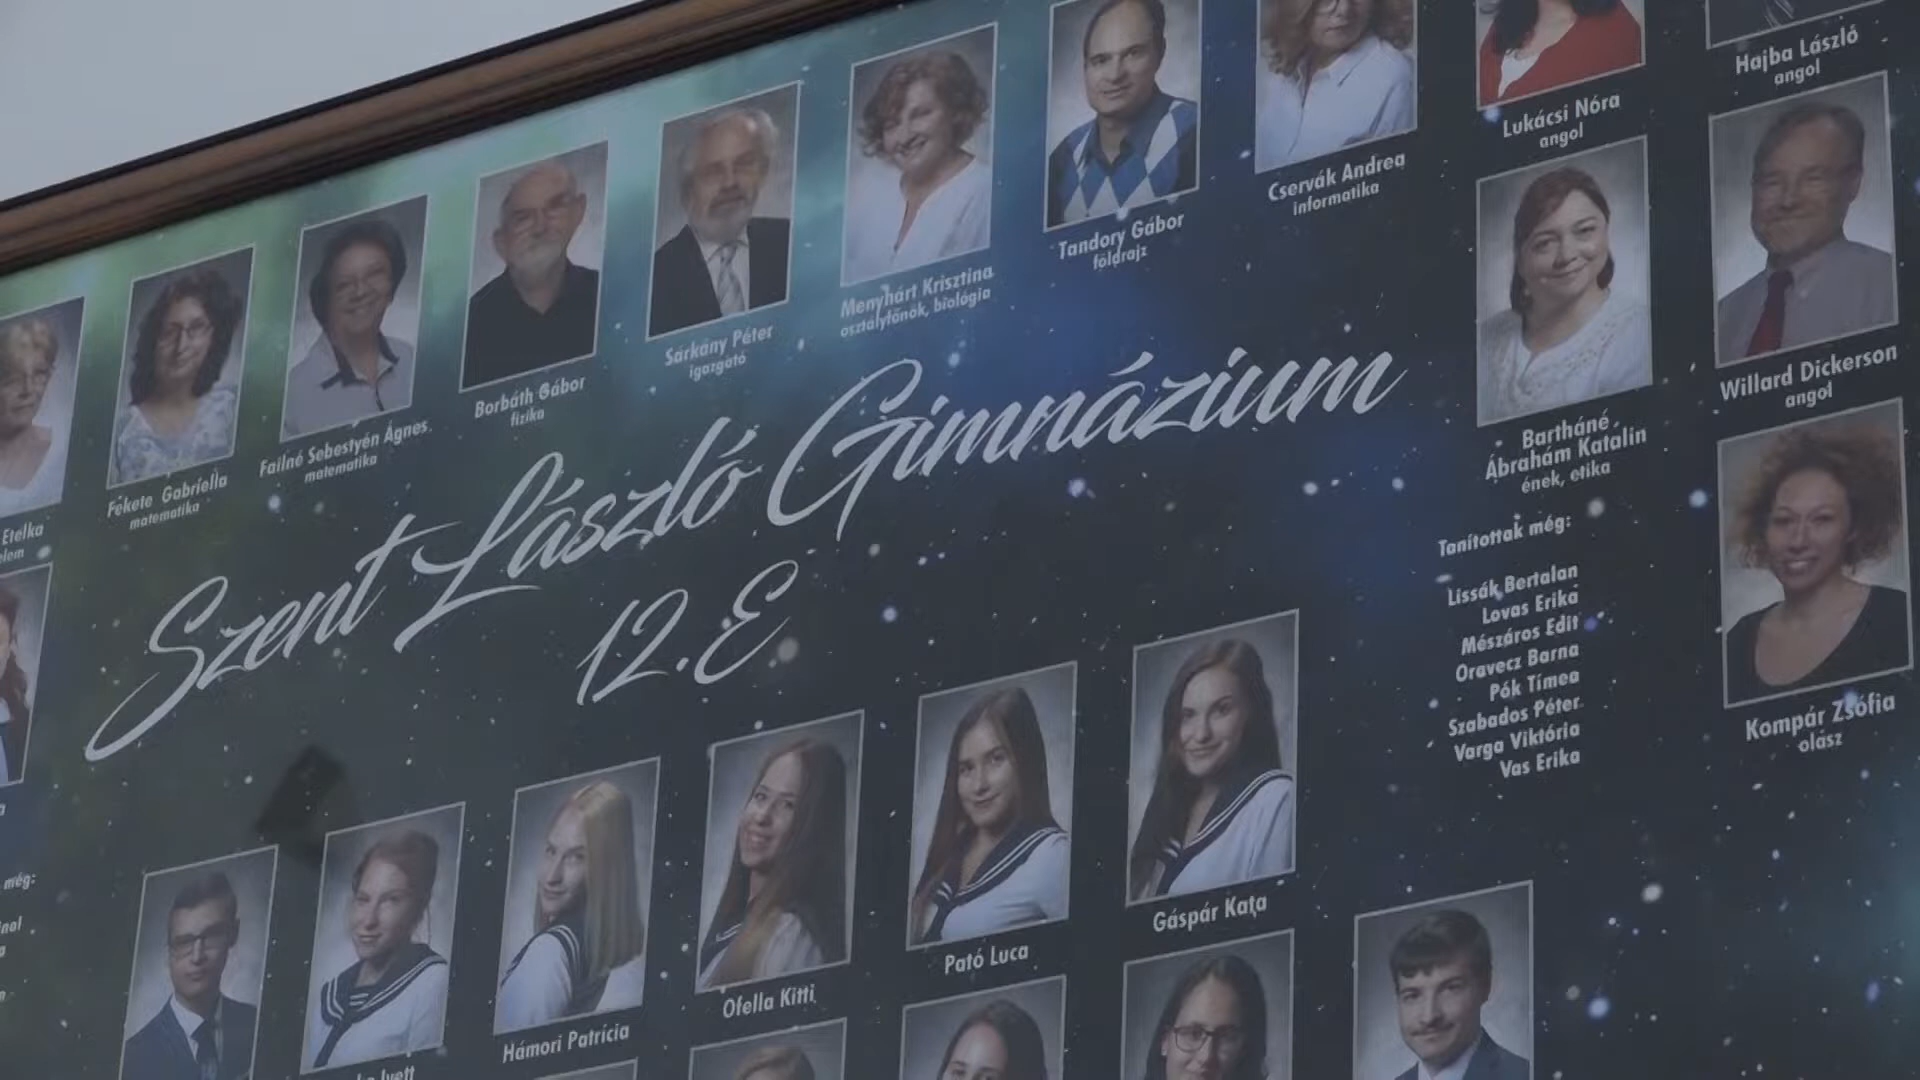 Hajba László
angol
Lukácsi Nóra
angol
Cservák Andrea
informatika
Tandory Gábor
földrajz
Menyhárt Krisztina
osztályfőnök, biológia
Sárkány Péter
igazgató
Borbáth Gábor
fizika
Failné Sebestyén Ágnes
matematika
Fekete Gabriella
matematika
Etelka
Willard Dickerson
angol
Bartháné
Ábrahám Katalin
ének, etika
Szent László Gimnázium
12.E
Tanítottak még:
Lissák Bertalan
Lovas Erika
Mészáros Edit
Oravecz Barna
Pók Tímea
Szabados Péter
Varga Viktória
Vas Erika
Kompár Zsófia
olasz
még:
Gáspár Kata
Pató Luca
Ofella Kitti
Hámori Patrícia
Ivett